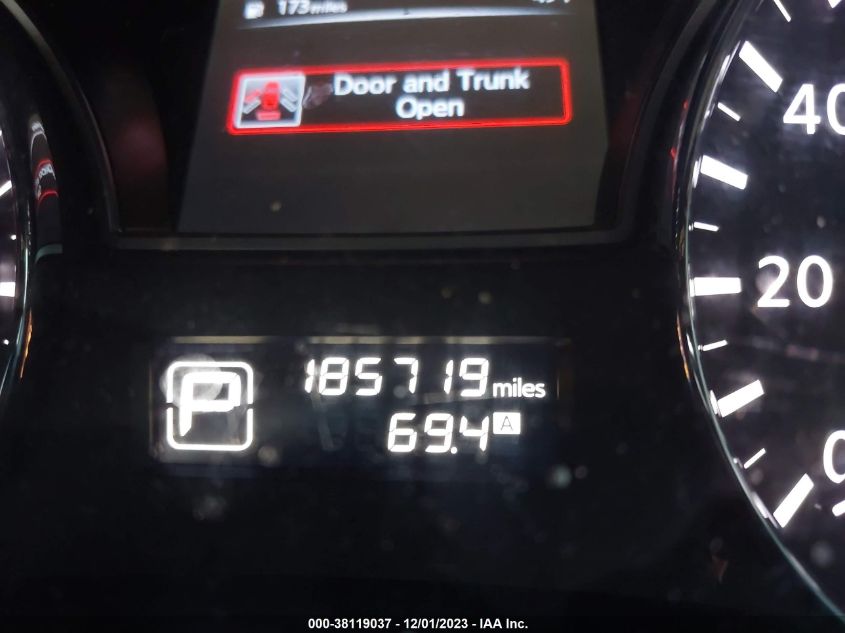 173 miles
Door and Trunk
Open
40
20
0
P
185719 miles
69.4 A
000-38119037 - 12/01/2023 - IAA Inc.